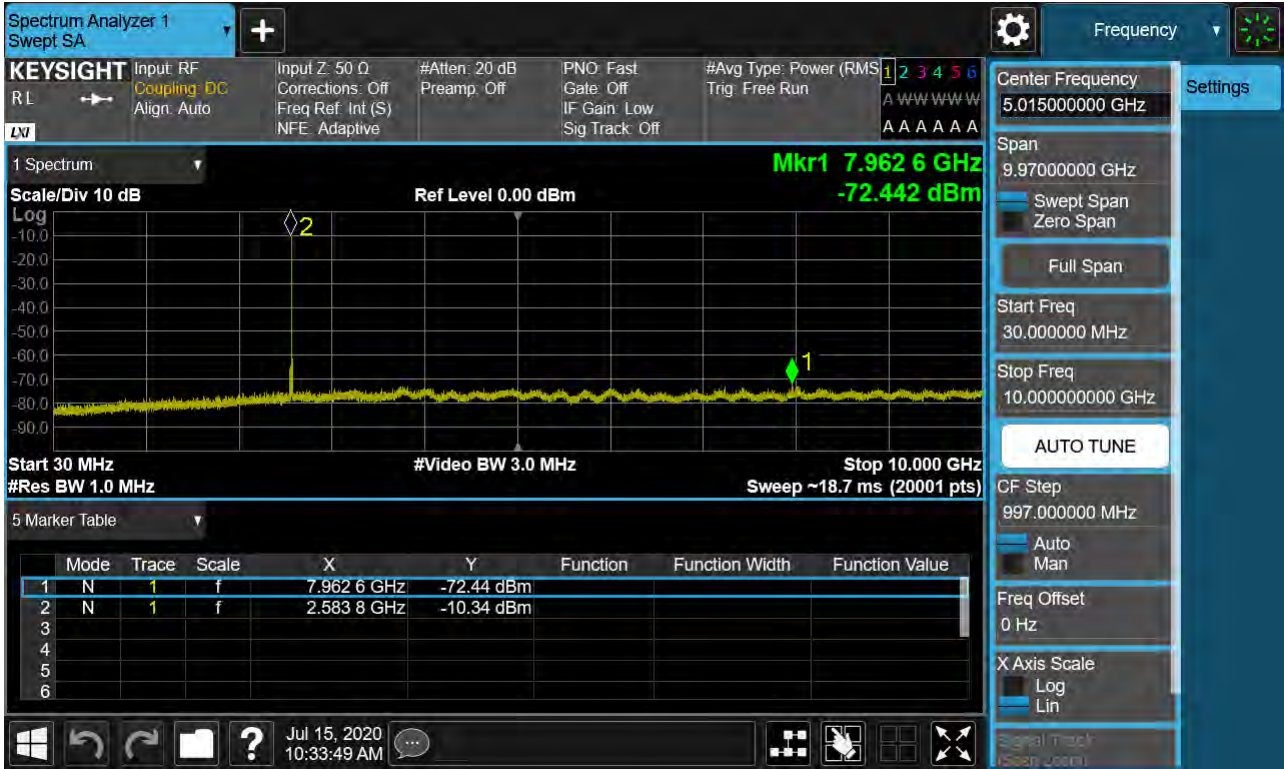 Spectrum Analyzer 1
Swept SA
+
Frequency
KEYSIGHT
RL
LXI
Input: RF
Coupling: DC
Align: Auto
Input Z: 50 Ω
Corrections: Off
Freq Ref: Int (S)
NFE: Adaptive
#Atten: 20 dB
Preamp: Off
PNO: Fast
Gate: Off
IF Gain: Low
Sig Track: Off
#Avg Type: Power (RMS
Trig: Free Run
1 2 3 4 5 6
A W W W W W
A A A A A A
Center Frequency
5.015000000 GHz
Settings
Span
9.97000000 GHz
Swept Span
Zero Span
Full Span
Start Freq
30.000000 MHz
Stop Freq
10.000000000 GHz
AUTO TUNE
CF Step
997.000000 MHz
Auto
Man
Freq Offset
0 Hz
X Axis Scale
Log
Lin
Signal Track
(Span Zoom)
1 Spectrum
Mkr1 7.962 6 GHz
Scale/Div 10 dB
Ref Level 0.00 dBm
-72.442 dBm
Log
-10.0
-20.0
-30.0
-40.0
-50.0
-60.0
-70.0
-80.0
-90.0
2
1
Start 30 MHz
#Video BW 3.0 MHz
Stop 10.000 GHz
#Res BW 1.0 MHz
Sweep ~18.7 ms (20001 pts)
5 Marker Table
Mode Trace Scale X Y Function Function Width Function Value
1 N 1 f 7.962 6 GHz -72.44 dBm
2 N 1 f 2.583 8 GHz -10.34 dBm
3
4
5
6
?
Jul 15, 2020
10:33:49 AM